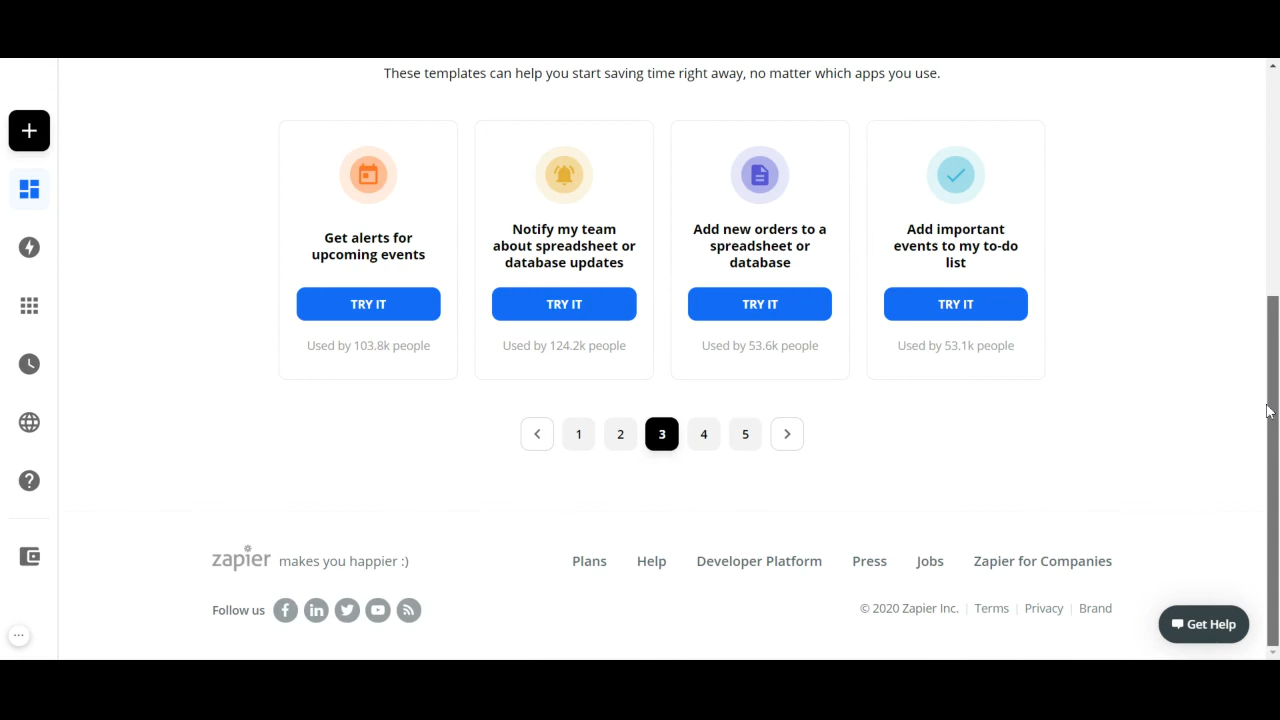 These templates can help you start saving time right away, no matter which apps you use.
Get alerts for
upcoming events
TRY IT
Used by 103.8k people
Notify my team
about spreadsheet or
database updates
TRY IT
Used by 124.2k people
Add new orders to a
spreadsheet or
database
TRY IT
Used by 53.6k people
Add important
events to my to-do
list
TRY IT
Used by 53.1k people
1 2 3 4 5
zapier makes you happier :)
Plans Help Developer Platform Press Jobs Zapier for Companies
Follow us
© 2020 Zapier Inc. | Terms | Privacy | Brand
Get Help